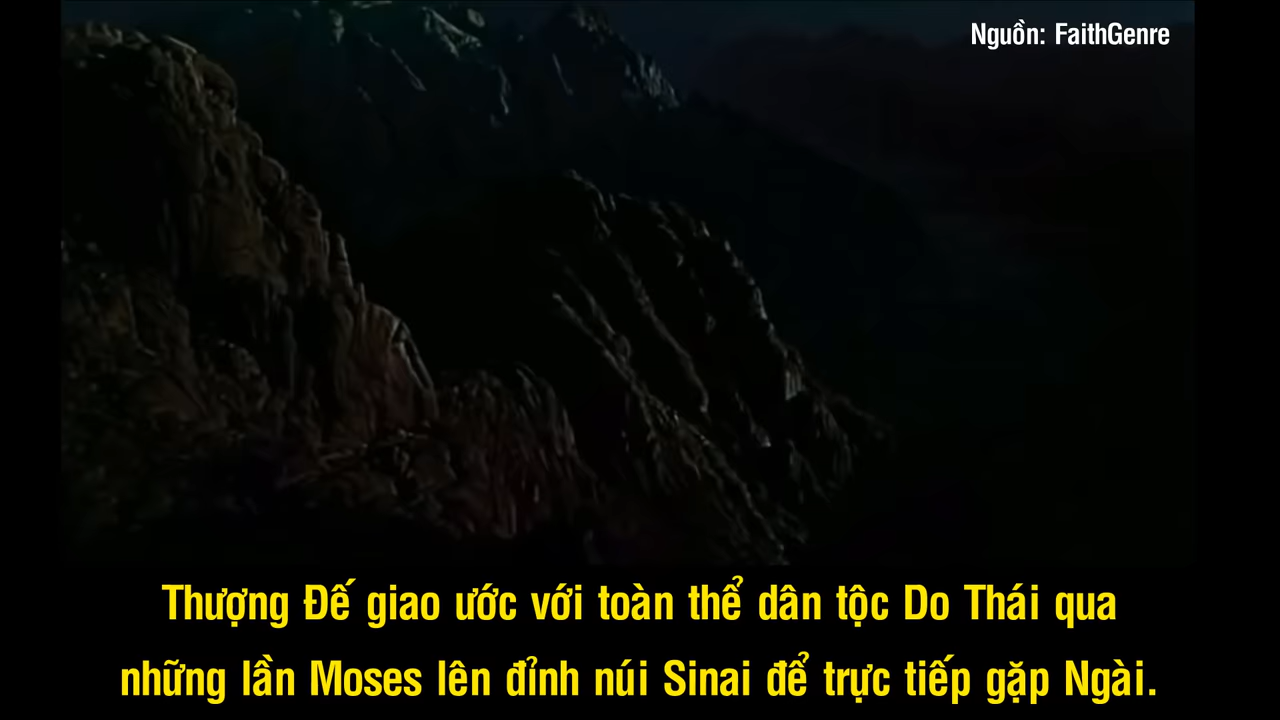 Nguồn: FaithGenre
Thượng Đế giao ước với toàn thể dân tộc Do Thái qua
những lần Moses lên đỉnh núi Sinai để trực tiếp gặp Ngài.